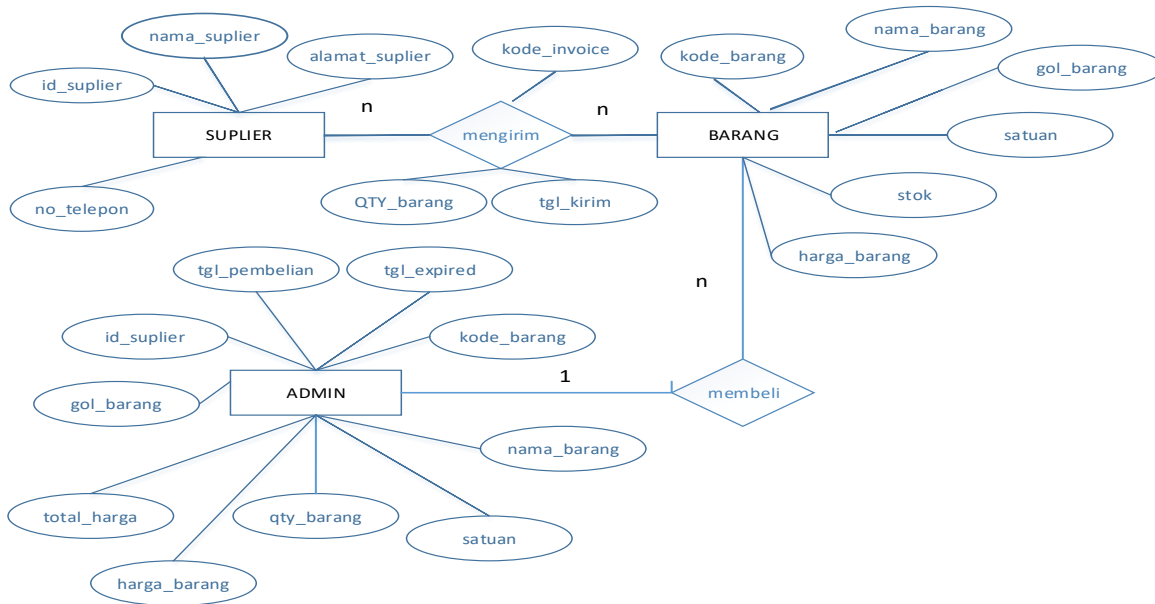 nama_suplier
kode_invoice
nama_barang
alamat_suplier
kode_barang
gol_barang
id_suplier
n
n
SUPLIER
mengirim
BARANG
satuan
no_telepon
QTY_barang
tgl_kirim
stok
harga_barang
tgl_pembelian
tgl_expired
n
id_suplier
kode_barang
1
ADMIN
membeli
gol_barang
nama_barang
total_harga
qty_barang
satuan
harga_barang